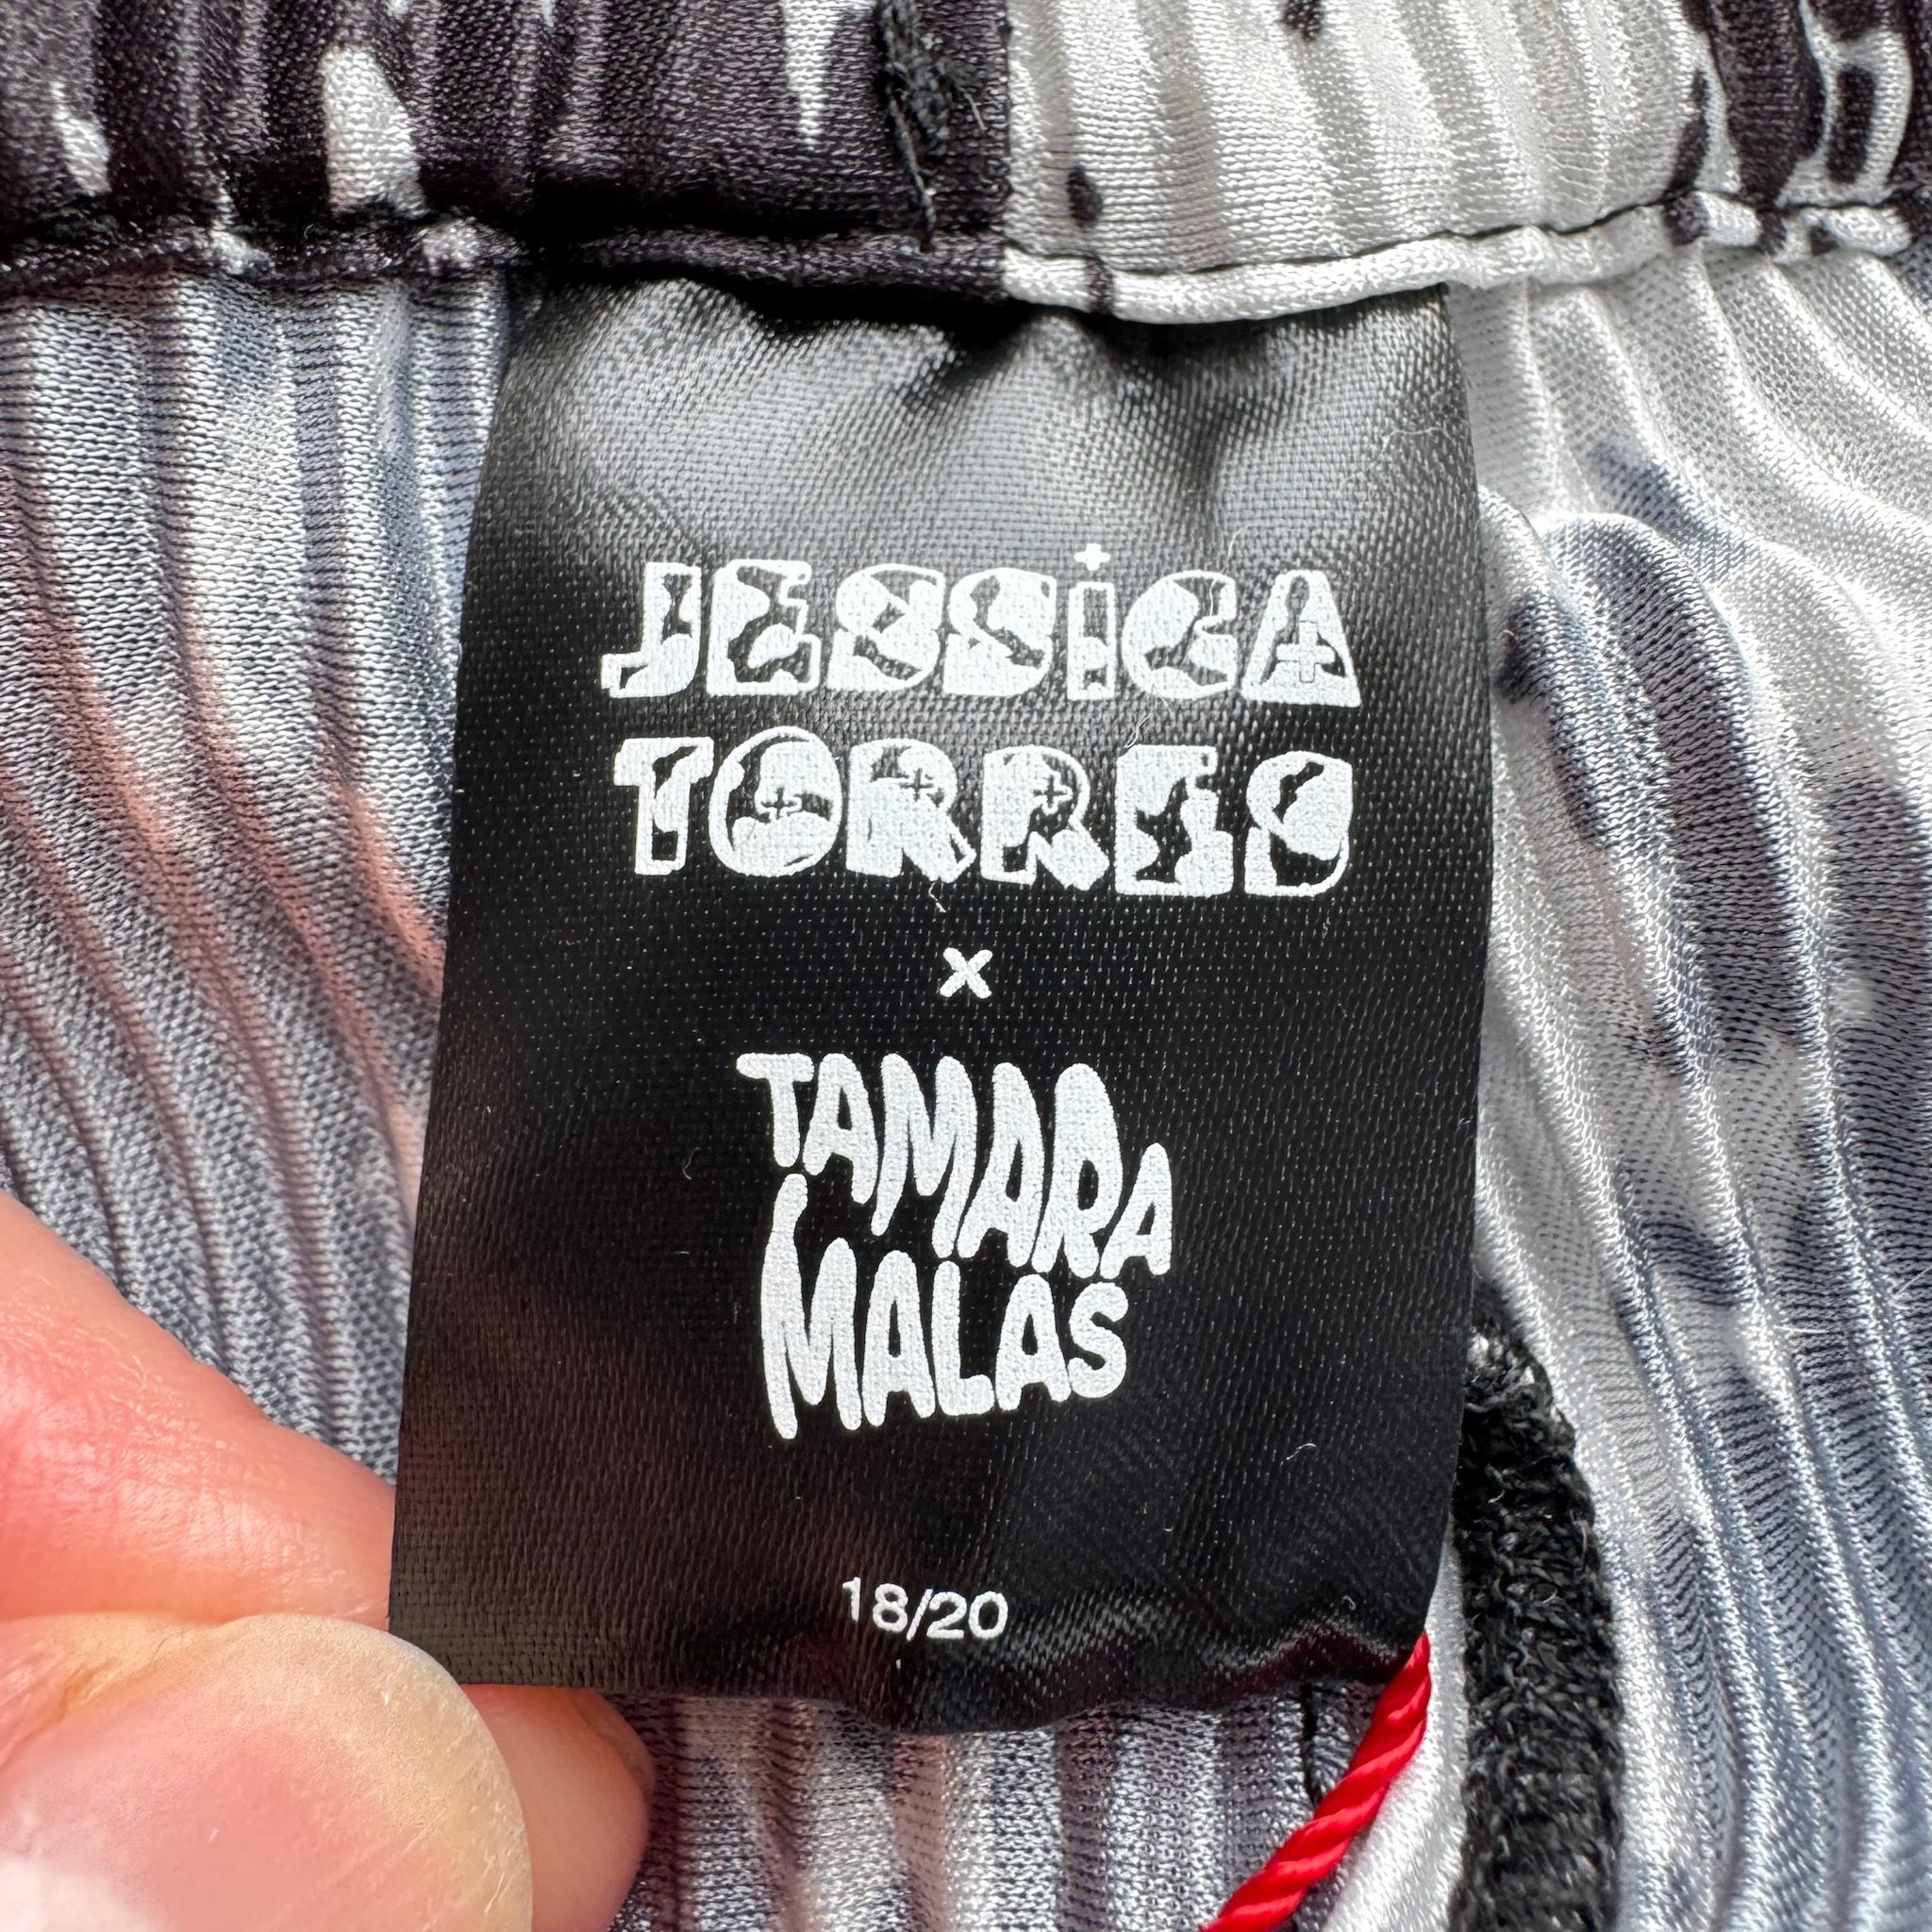 JESSiCA
TORRES
x
TAMARA
MALAS
18/20